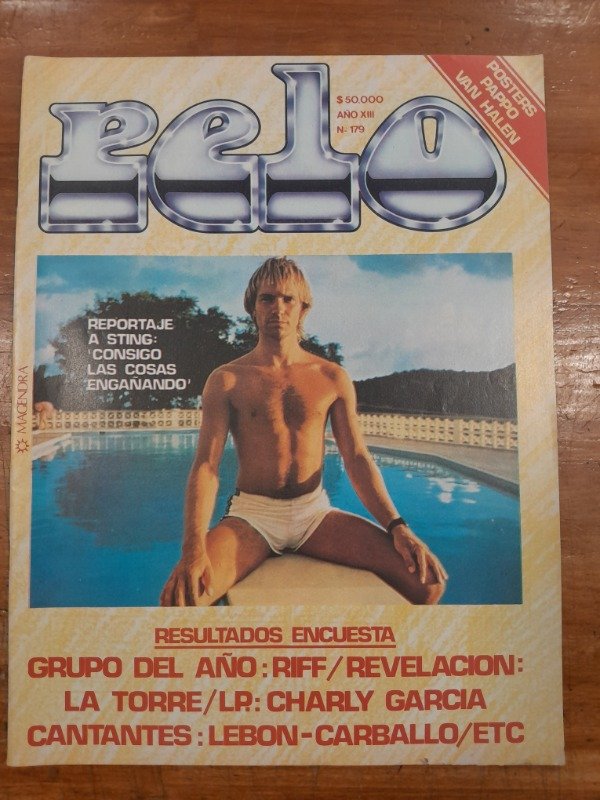 pelo
$ 50.000
AÑO XIII
Nº 179
POSTERS
PAPPO
VAN HALEN
REPORTAJE
A STING:
'CONSIGO
LAS COSAS
ENGAÑANDO'
MAGENDRA
RESULTADOS ENCUESTA
GRUPO DEL AÑO: RIFF/REVELACION:
LA TORRE/LP.: CHARLY GARCIA
CANTANTES: LEBON-CARBALLO/ETC